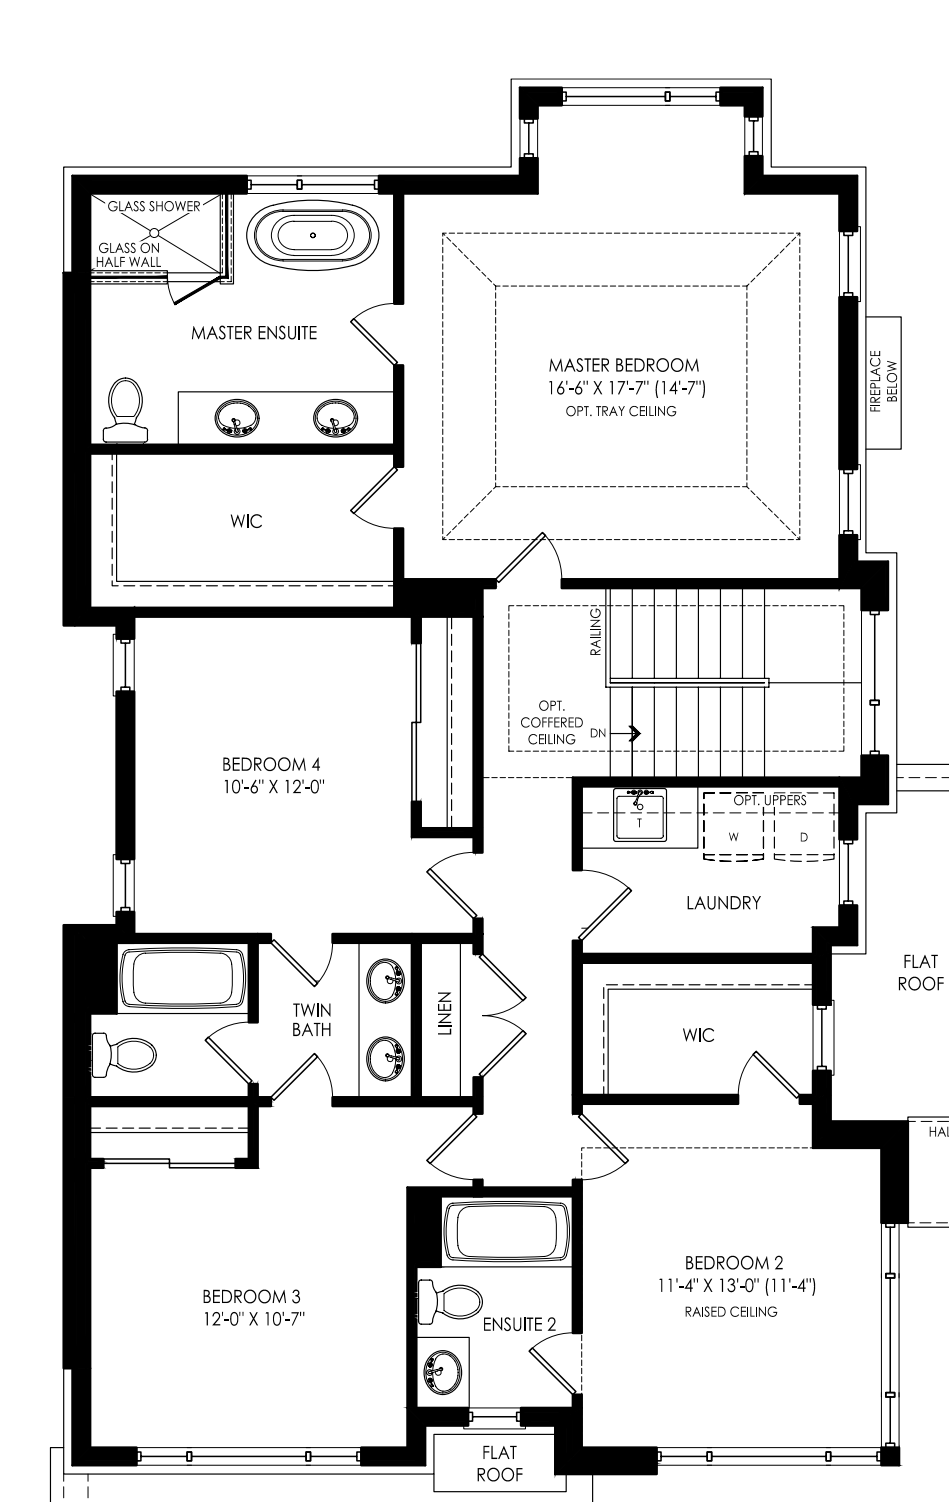 GLASS SHOWER
GLASS ON
HALF WALL
MASTER ENSUITE
MASTER BEDROOM
16'-6" X 17'-7" (14'-7")
OPT. TRAY CEILING
FIREPLACE
BELOW
WIC
RAILING
OPT.
COFFERED
CEILING
DN
BEDROOM 4
10'-6" X 12'-0"
OPT. UPPERS
T
W
D
LAUNDRY
FLAT
ROOF
TWIN
BATH
LINEN
WIC
HAL
BEDROOM 2
11'-4" X 13'-0" (11'-4")
RAISED CEILING
BEDROOM 3
12'-0" X 10'-7"
ENSUITE 2
FLAT
ROOF